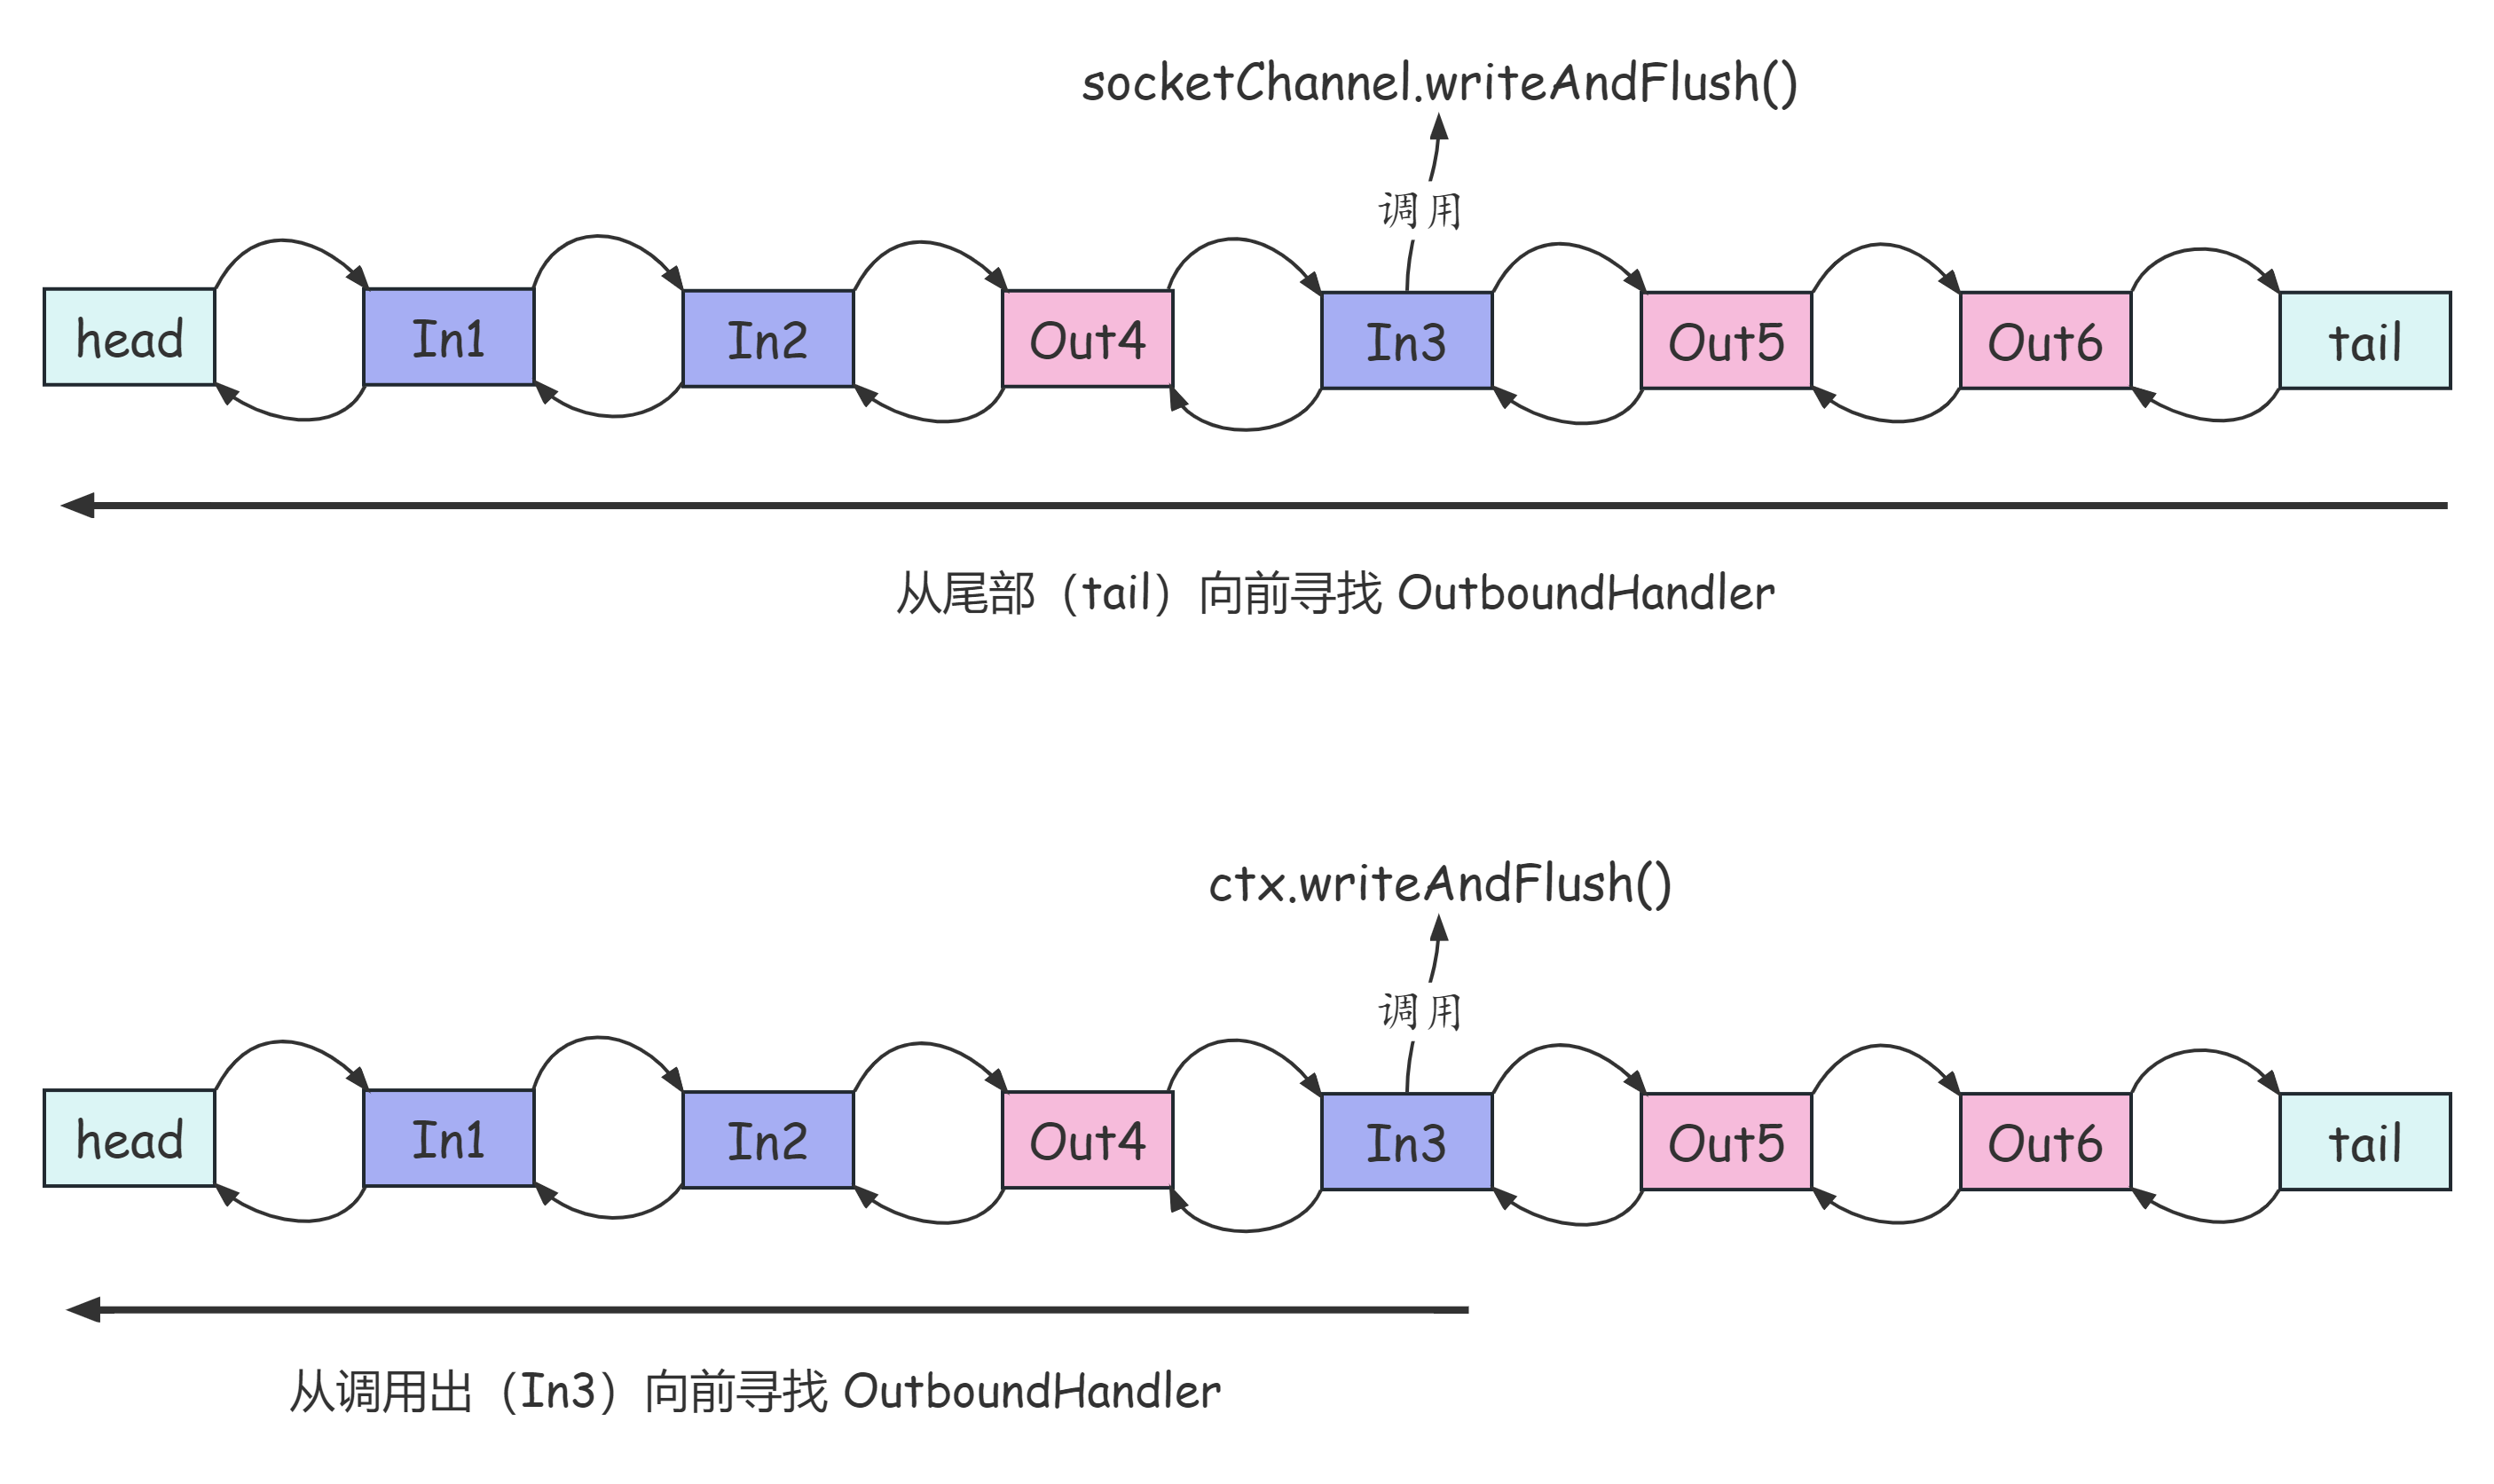 socketChannel.writeAndFlush()
调用
head In1 In2 Out4 In3 Out5 Out6 tail
从尾部（tail）向前寻找 OutboundHandler
ctx.writeAndFlush()
调用
head In1 In2 Out4 In3 Out5 Out6 tail
从调用出（In3）向前寻找 OutboundHandler